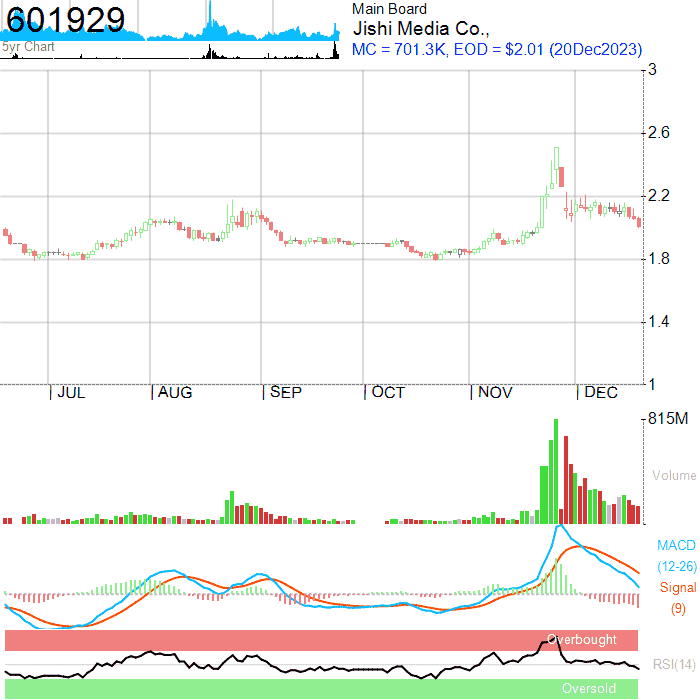 601929
5yr Chart
Main Board
Jishi Media Co.,
MC = 701.3K, EOD = $2.01 (20Dec2023)
3
2.6
2.2
1.8
1.4
1
JUL AUG SEP OCT NOV DEC
815M
Volume
MACD
(12-26)
Signal
(9)
Overbought
RSI(14)
Oversold